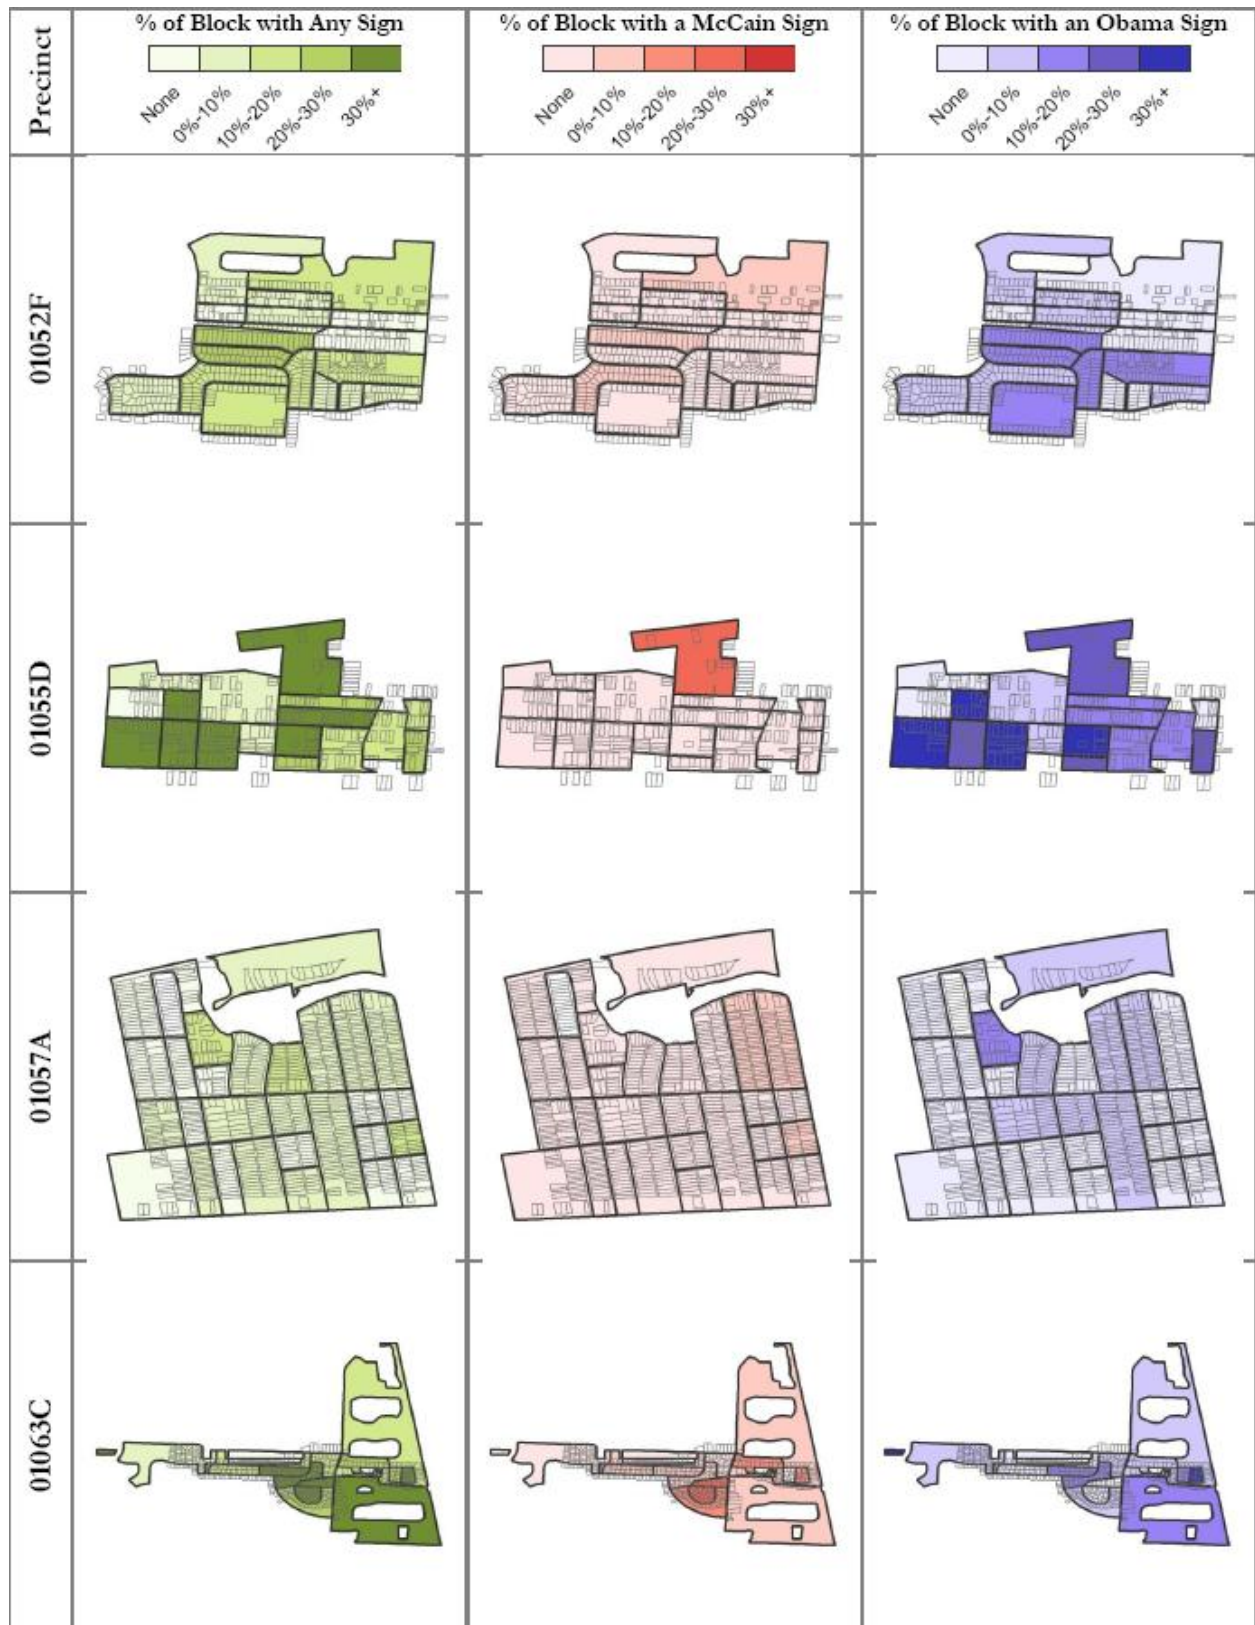 Precinct
% of Block with Any Sign
None
0%-10%
10%-20%
20%-30%
30%+
% of Block with a McCain Sign
None
0%-10%
10%-20%
20%-30%
30%+
% of Block with an Obama Sign
None
0%-10%
10%-20%
20%-30%
30%+
01052F
01055D
01057A
01063C